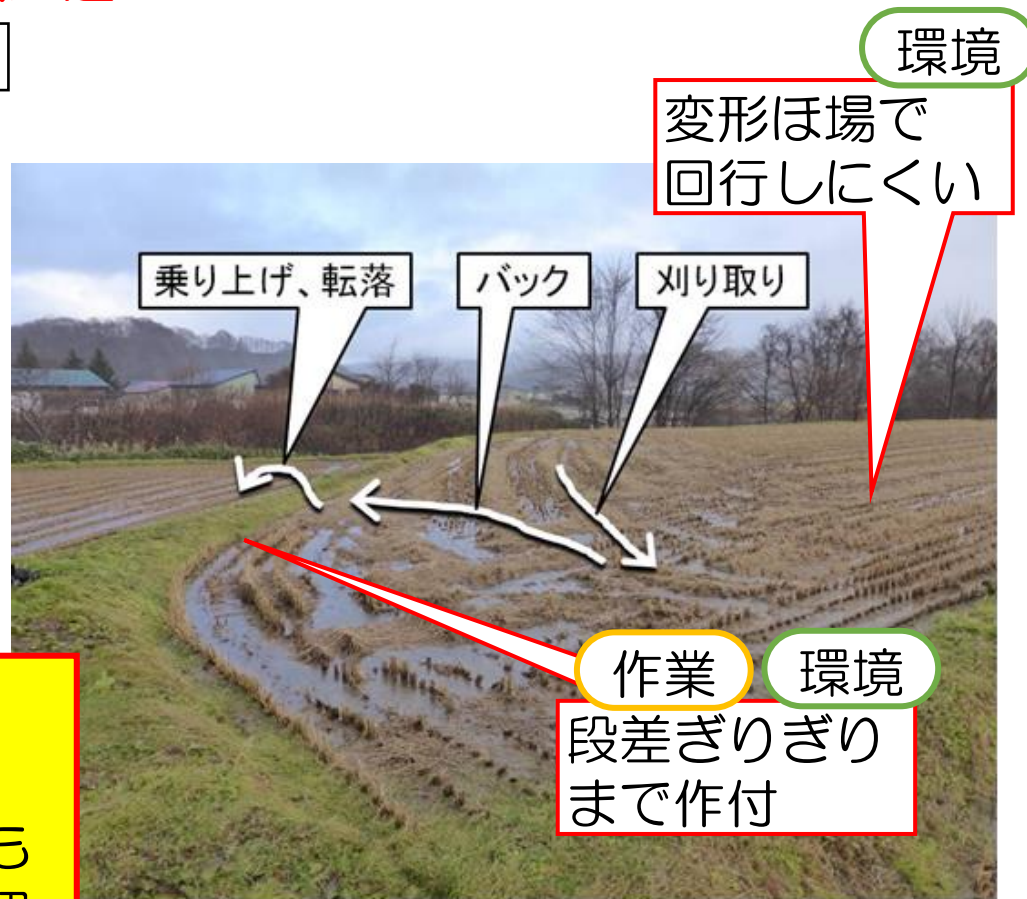 環境
変形ほ場で
回行しにくい
乗り上げ、転落
バック
刈り取り
作業
環境
段差ぎりぎり
まで作付
も